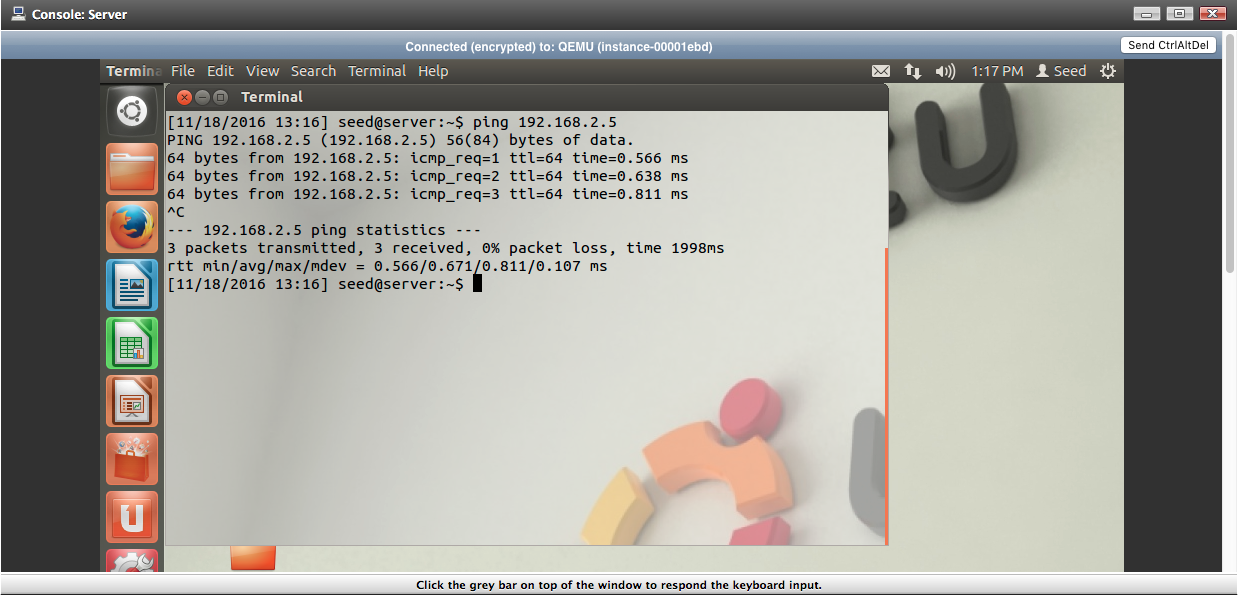 Console: Server
Connected (encrypted) to: QEMU (instance-00001ebd)
Send CtrlAltDel
Termina File Edit View Search Terminal Help 1:17 PM Seed
Terminal
[11/18/2016 13:16] seed@server:~$ ping 192.168.2.5
PING 192.168.2.5 (192.168.2.5) 56(84) bytes of data.
64 bytes from 192.168.2.5: icmp_req=1 ttl=64 time=0.566 ms
64 bytes from 192.168.2.5: icmp_req=2 ttl=64 time=0.638 ms
64 bytes from 192.168.2.5: icmp_req=3 ttl=64 time=0.811 ms
^C
--- 192.168.2.5 ping statistics ---
3 packets transmitted, 3 received, 0% packet loss, time 1998ms
rtt min/avg/max/mdev = 0.566/0.671/0.811/0.107 ms
[11/18/2016 13:16] seed@server:~$
Click the grey bar on top of the window to respond the keyboard input.